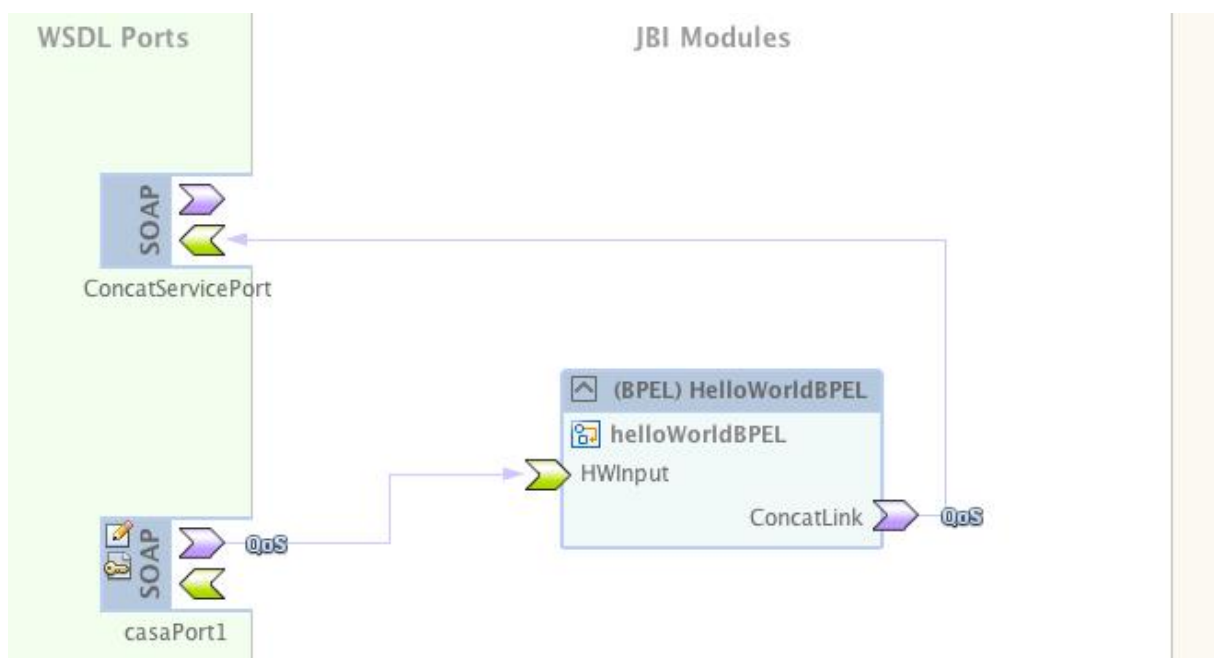 WSDL Ports
JBI Modules
SOAP
ConcatServicePort
(BPEL) HelloWorldBPEL
helloWorldBPEL
HWInput
ConcatLink
QoS
QoS
SOAP
casaPort1